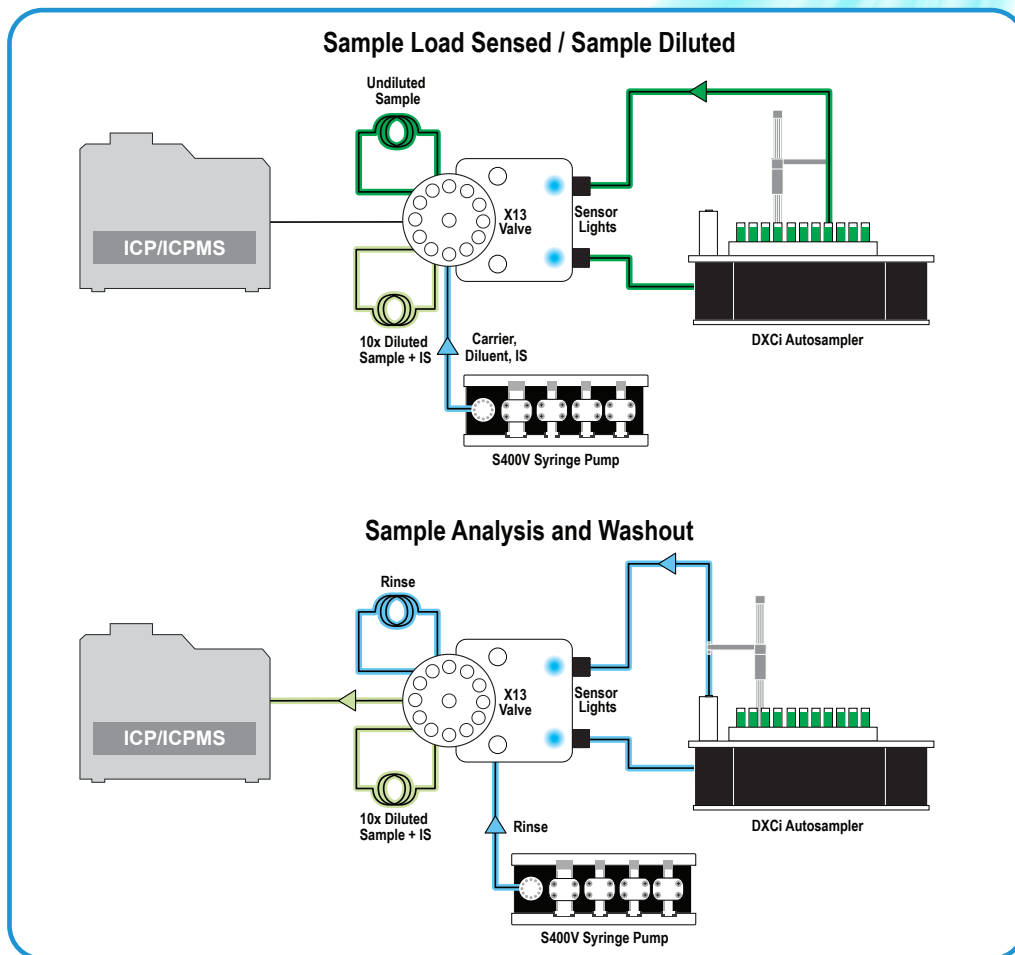 Sample Load Sensed / Sample Diluted
Undiluted
Sample
X13
Valve
Sensor
Lights
ICP/ICPMS
10x Diluted
Sample + IS
Carrier,
Diluent, IS
DXCi Autosampler
S400V Syringe Pump
Sample Analysis and Washout
Rinse
X13
Valve
Sensor
Lights
ICP/ICPMS
10x Diluted
Sample + IS
Rinse
DXCi Autosampler
S400V Syringe Pump